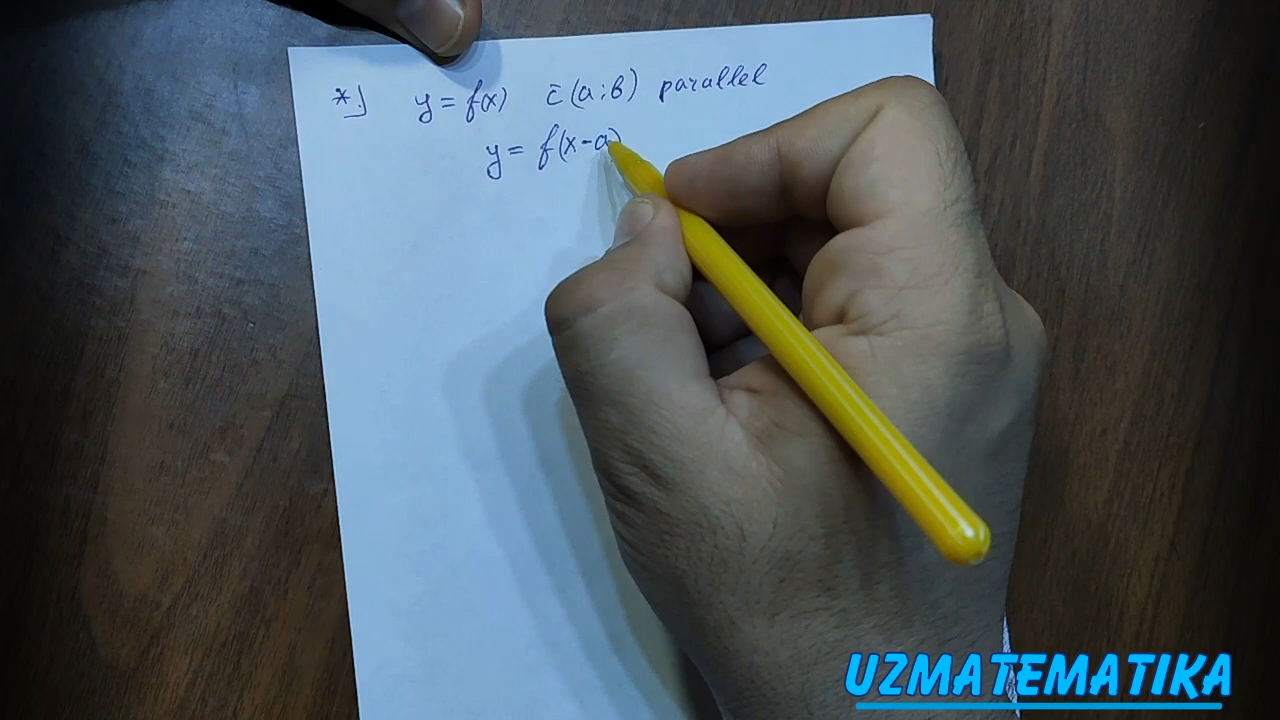 *) y = f(x) c̄ (a; b) parallel
y = f(x-a)
UZMATEMATIKA